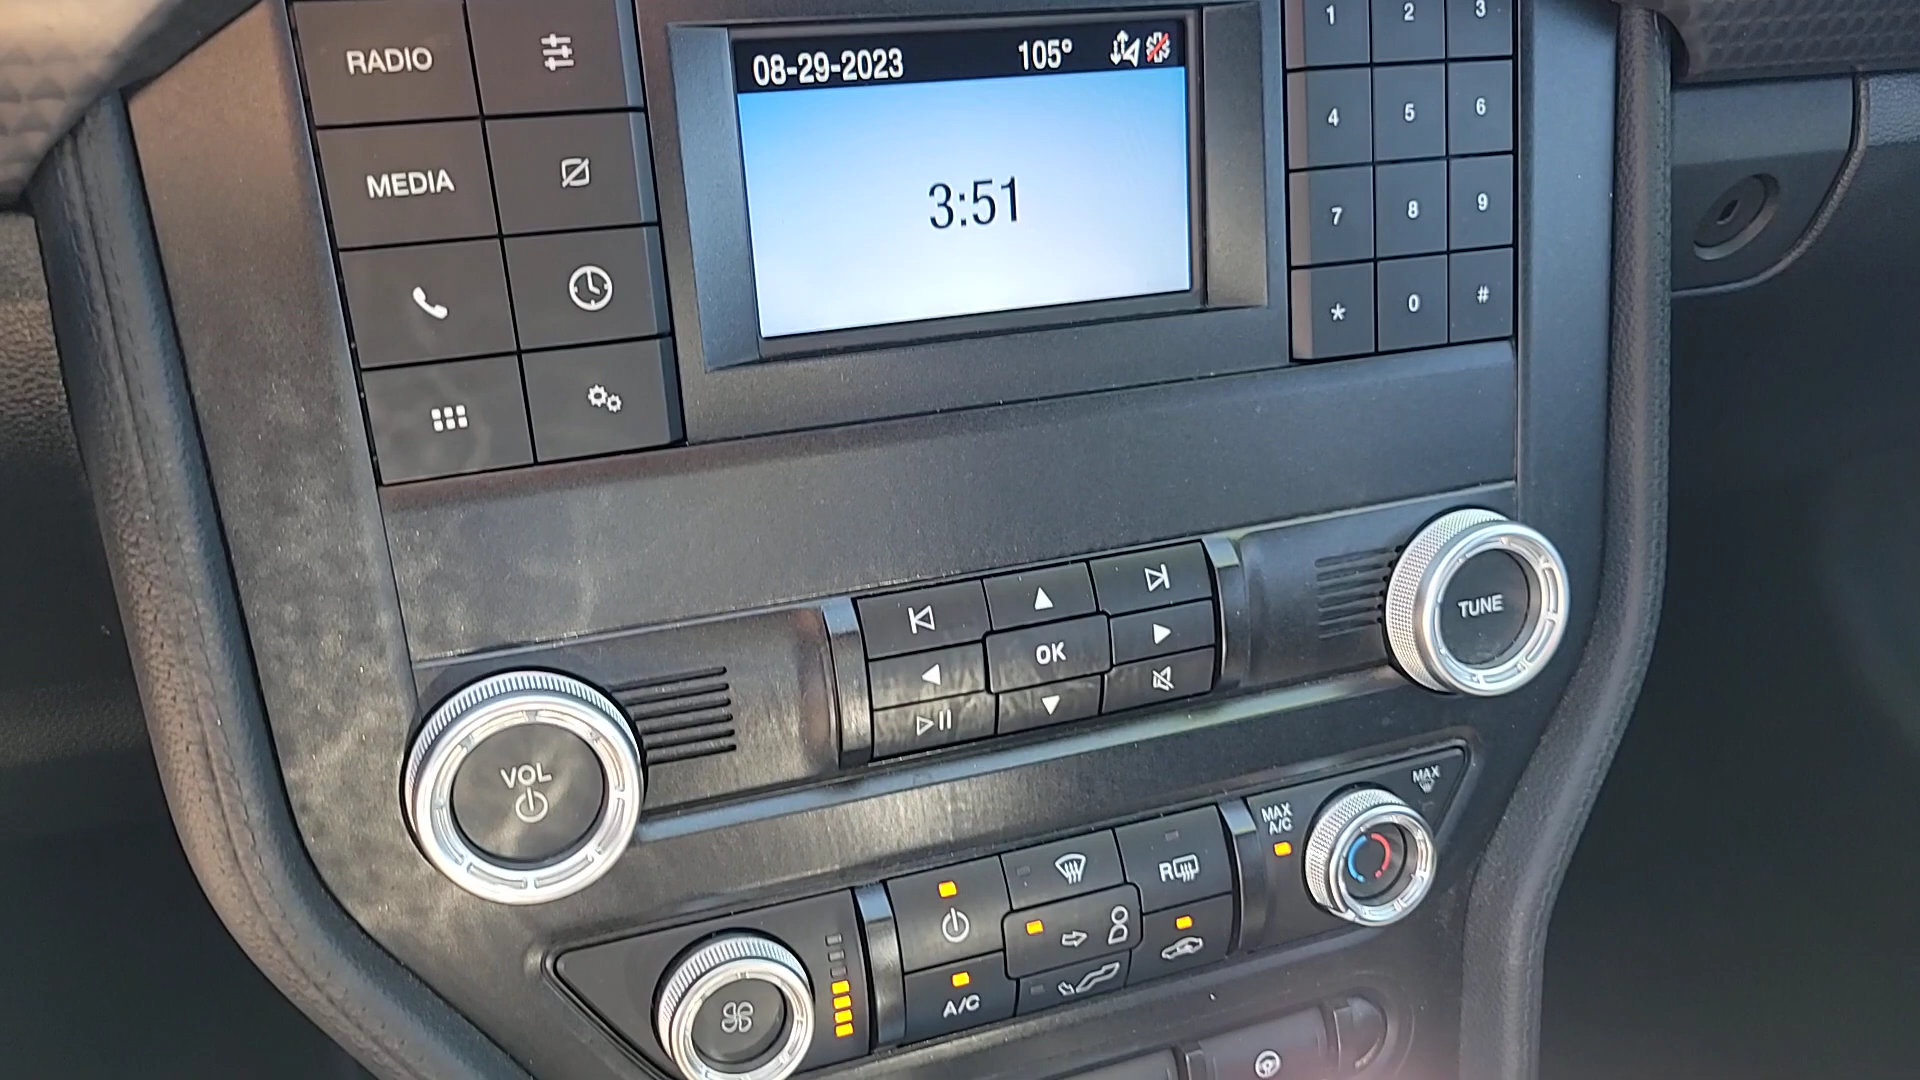 RADIO
MEDIA
08-29-2023 105°
3:51
1 2 3
4 5 6
7 8 9
* 0 #
OK
TUNE
VOL
MAX
MAX
A/C
R
A/C